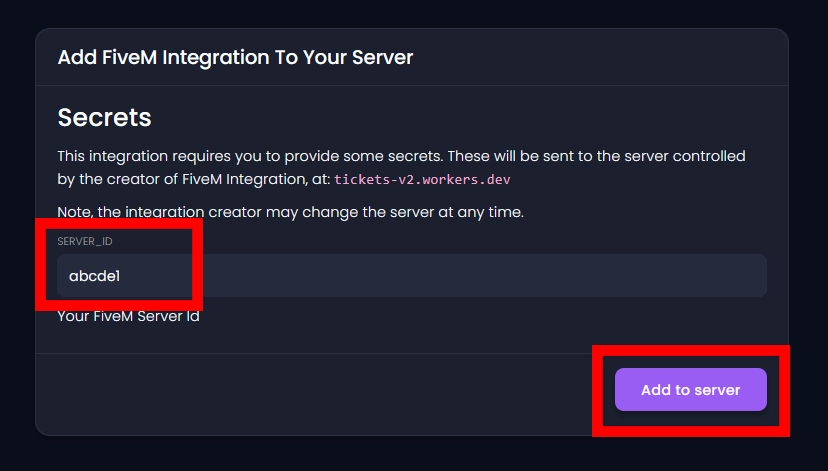 Add FiveM Integration To Your Server
Secrets
This integration requires you to provide some secrets. These will be sent to the server controlled
by the creator of FiveM Integration, at: tickets-v2.workers.dev
Note, the integration creator may change the server at any time.
SERVER_ID
abcde1
Your FiveM Server Id
Add to server